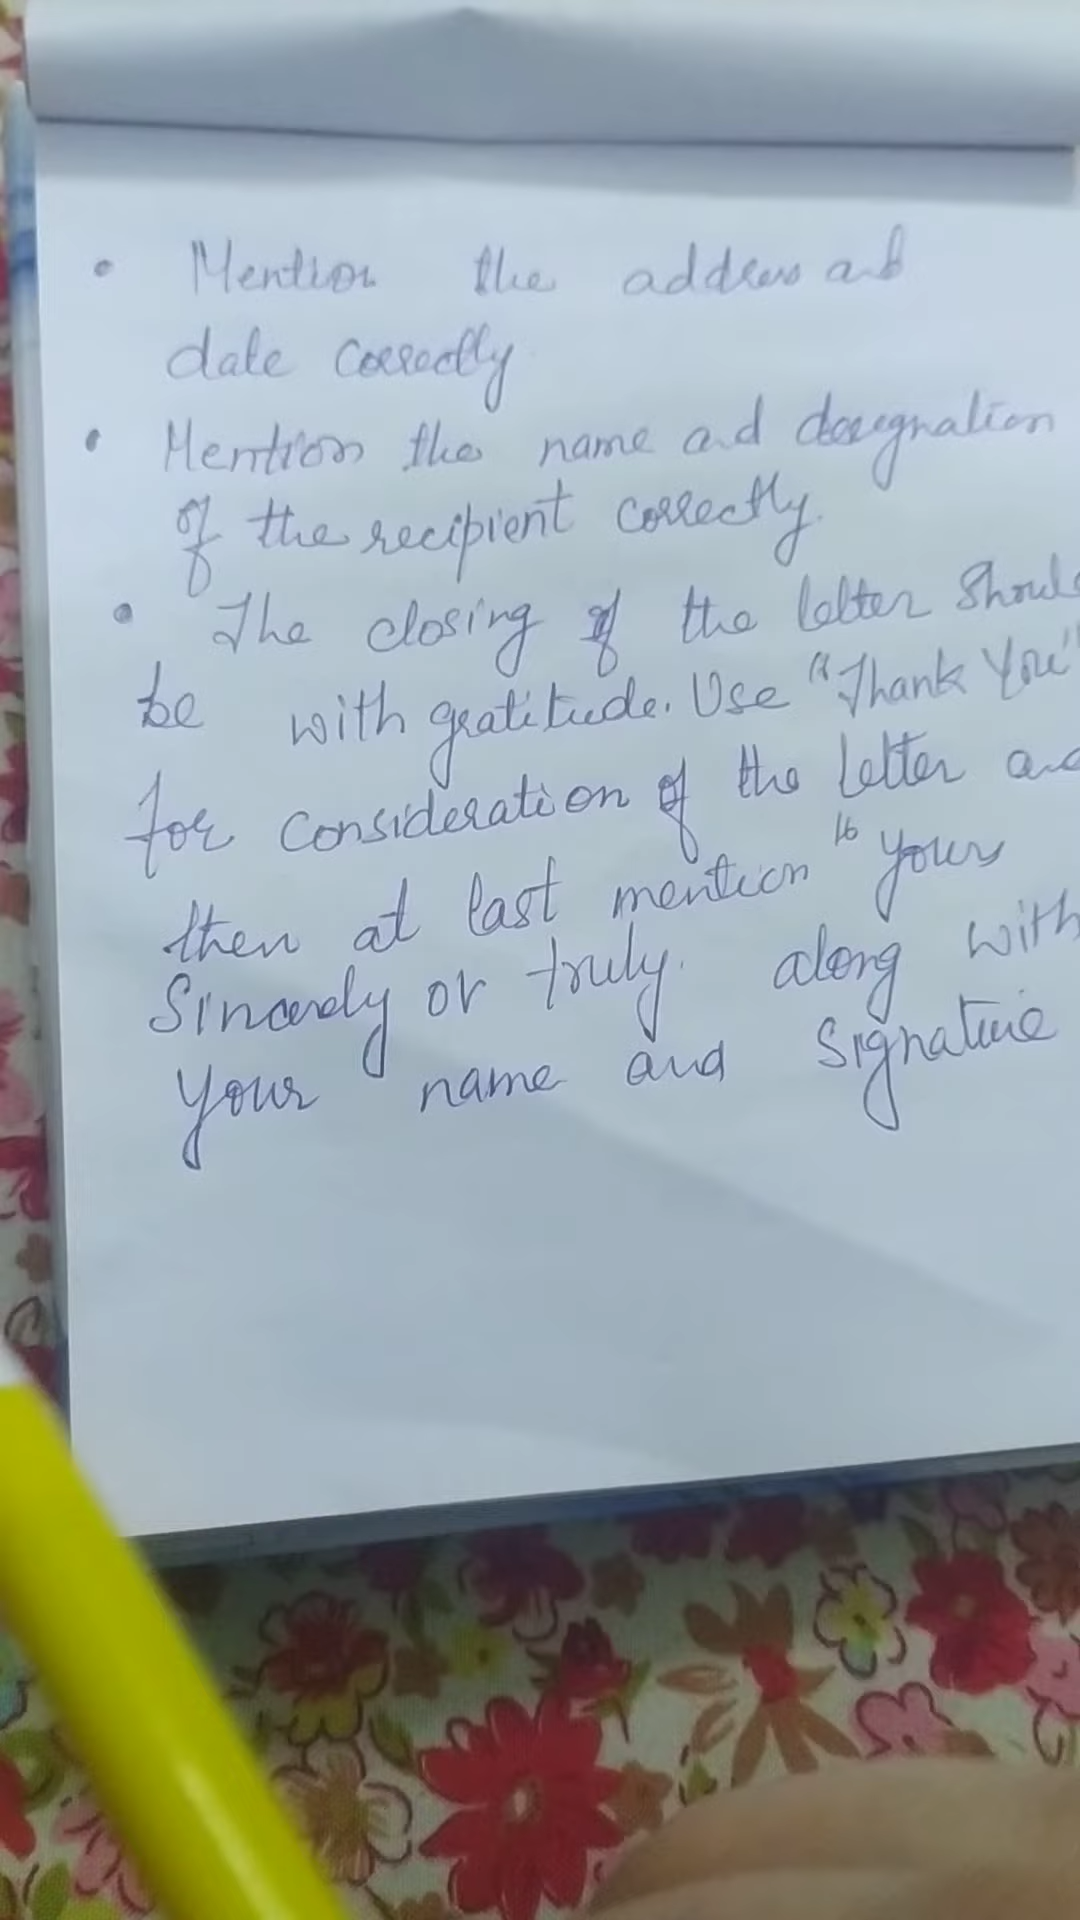 • Mention the address and
date correctly
• Mention the name and designation
of the recipient correctly.
• The closing of the letter Should
be with gratitude. Use "Thank You"
for consideration of the letter and
then at last mention " yours
Sincerely or truly. along with
your name and Signature